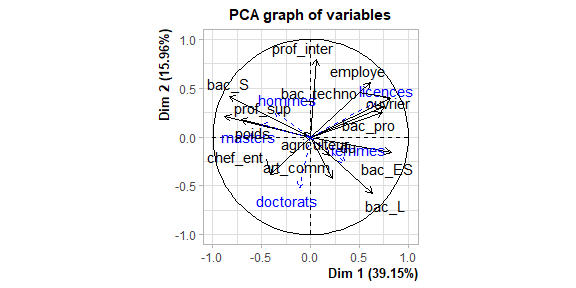 PCA graph of variables
Dim 2 (15.96%)
1.0
0.5
0.0
-0.5
-1.0
prof_inter
employe
bac_S
bac_techno
licences
hommes
ouvrier
prof_sup
bac_pro
poids
masters
agriculteur
femmes
chef_ent
art_comm
bac_ES
doctorats
bac_L
-1.0 -0.5 0.0 0.5 1.0
Dim 1 (39.15%)